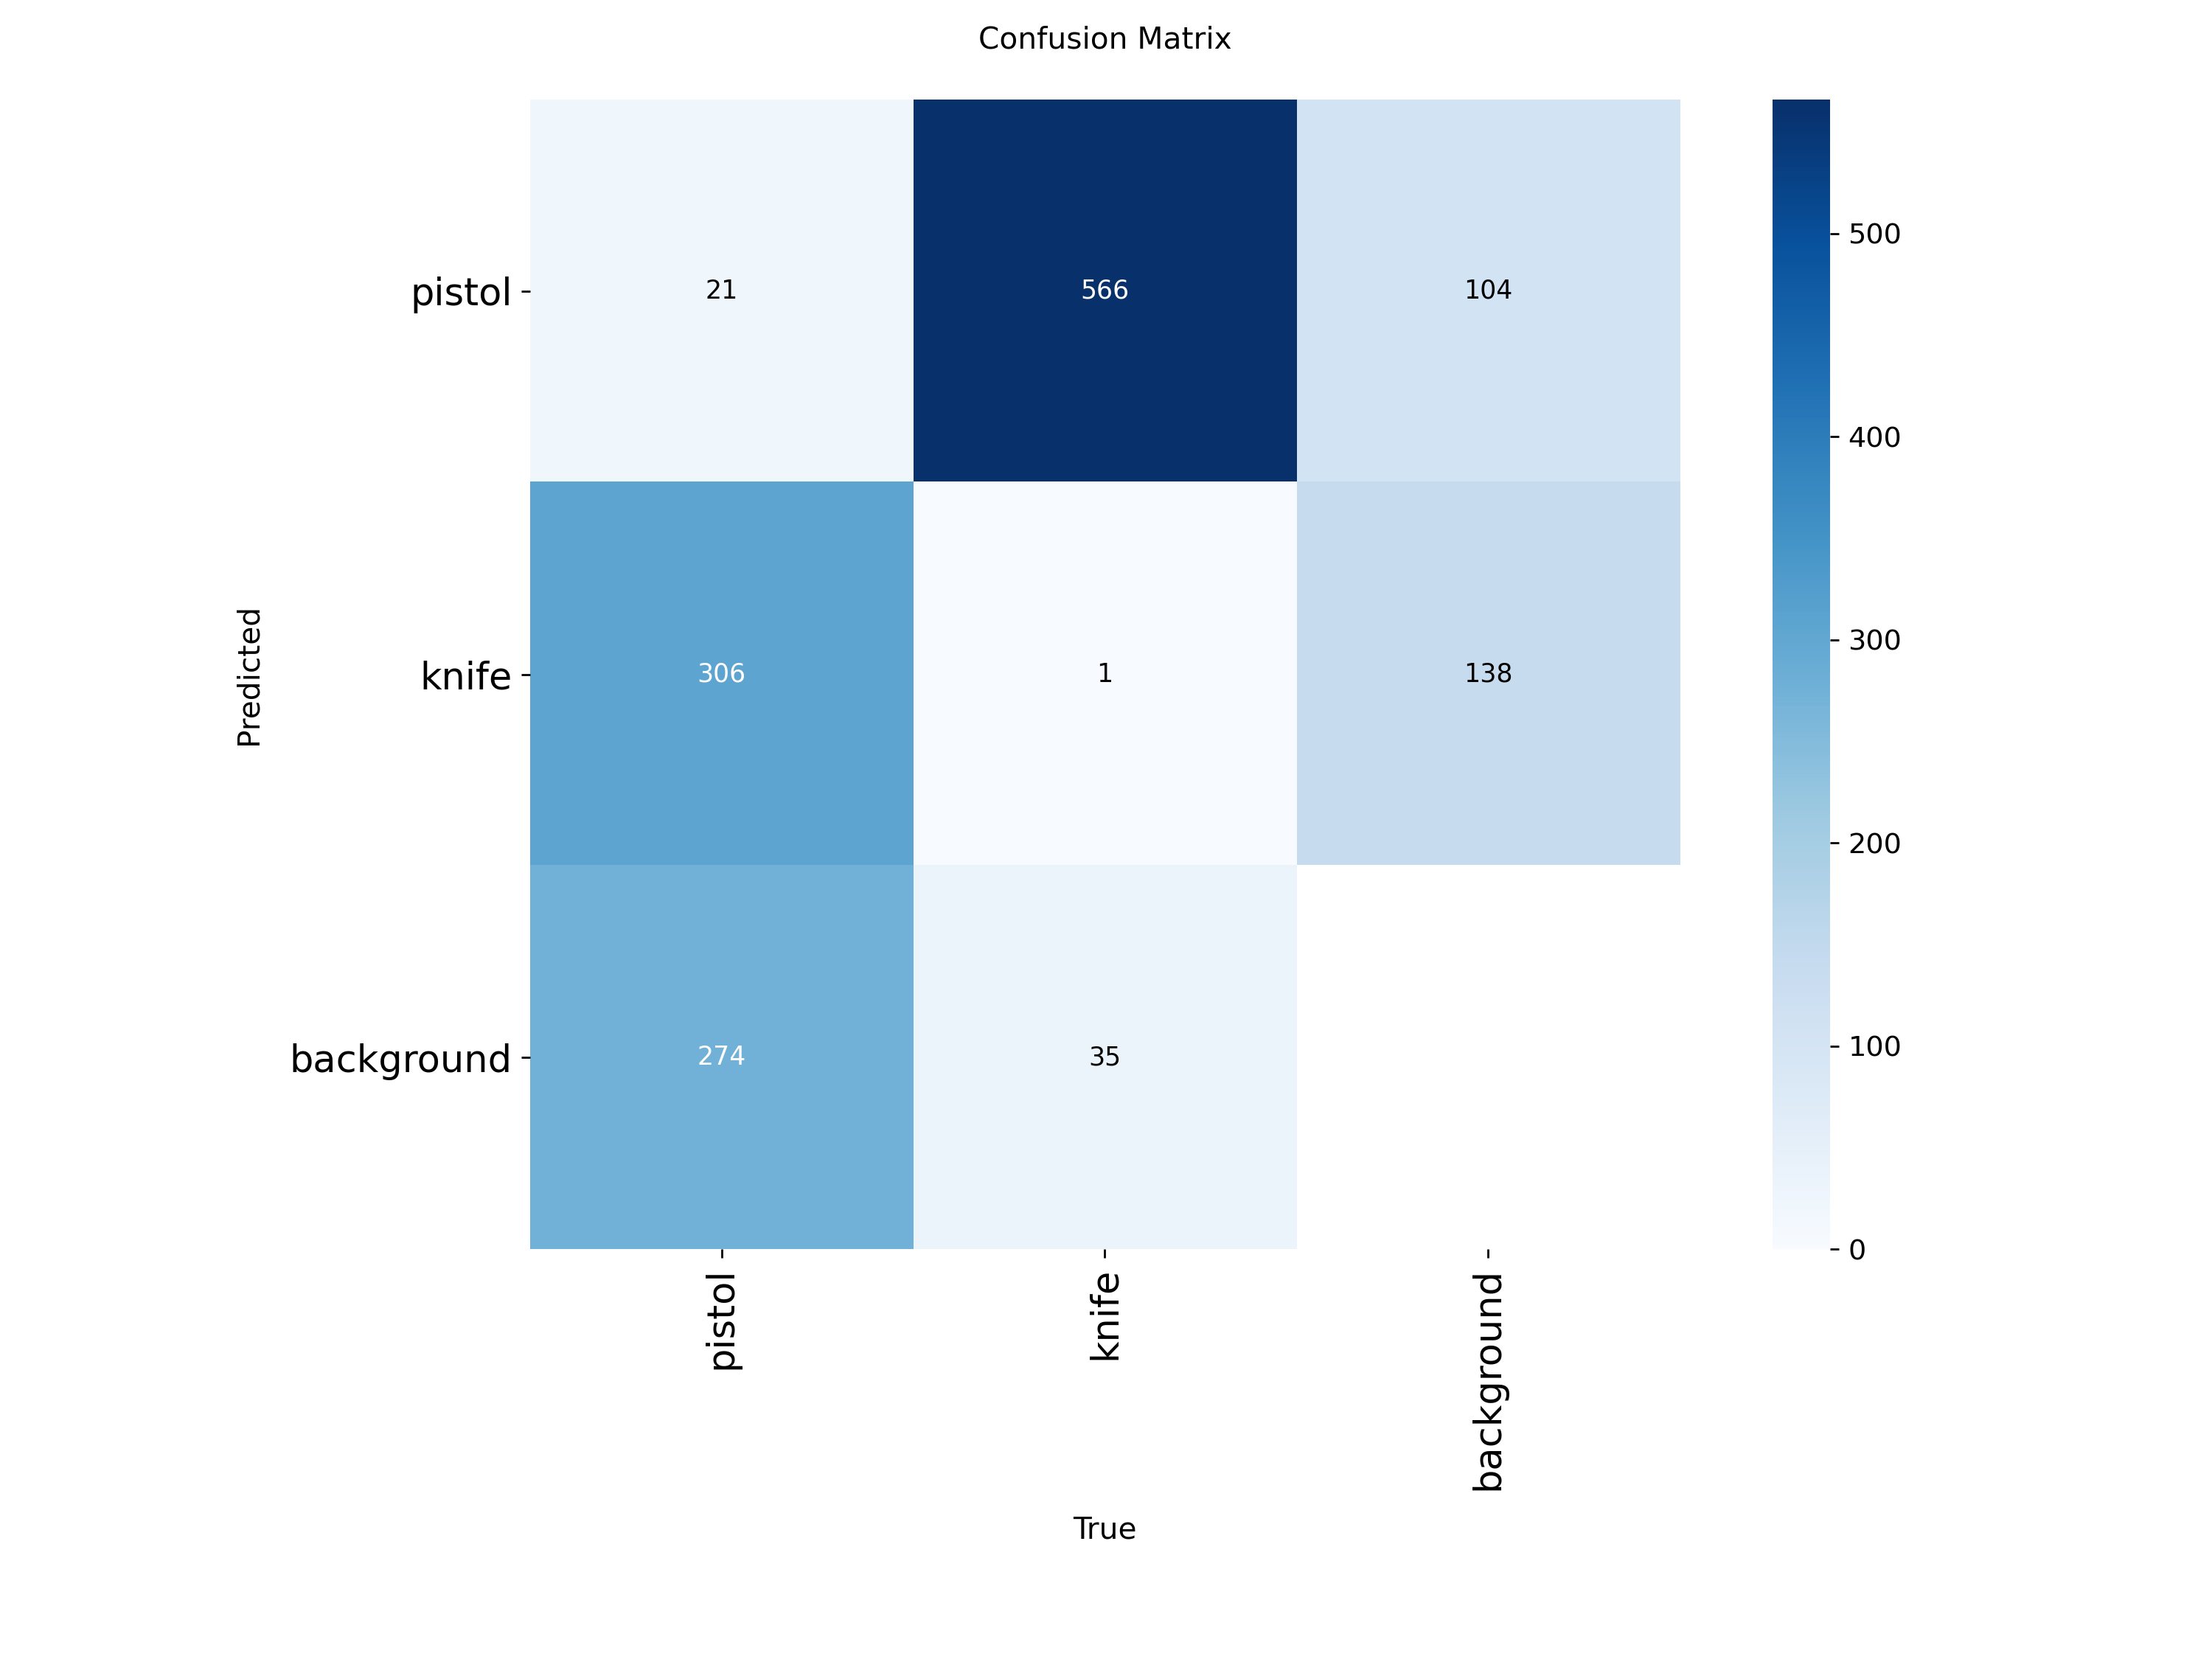 Confusion Matrix
pistol
21
566
104
knife
306
1
138
background
274
35
Predicted
pistol
knife
background
True
500
400
300
200
100
0